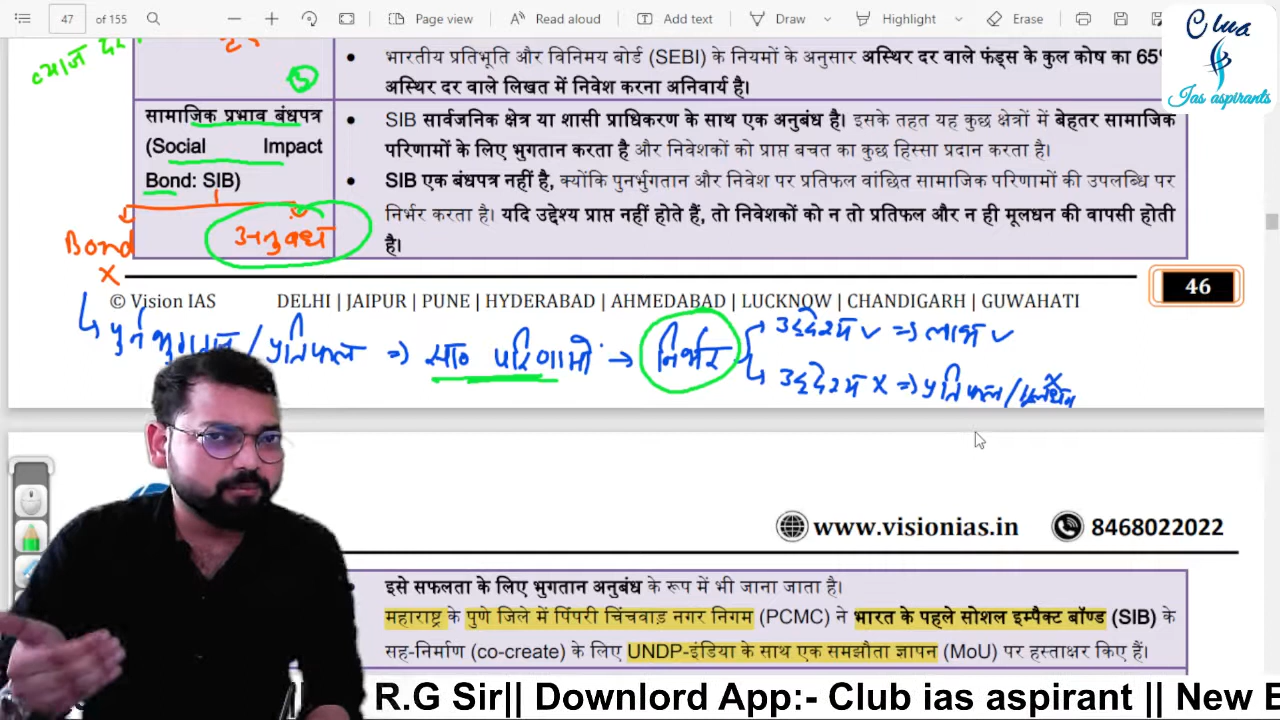 47 of 155 Page view Read aloud Add text Draw Highlight Erase
Club
Ias aspirants
ब्याज दर
भारतीय प्रतिभूति और विनिमय बोर्ड (SEBI) के नियमों के अनुसार अस्थिर दर वाले फंड्स के कुल कोष का 65
अस्थिर दर वाले लिखत में निवेश करना अनिवार्य है।
सामाजिक प्रभाव बंधपत्र
(Social Impact
Bond: SIB)
• SIB सार्वजनिक क्षेत्र या शासी प्राधिकरण के साथ एक अनुबंध है। इसके तहत यह कुछ क्षेत्रों में बेहतर सामाजिक
परिणामों के लिए भुगतान करता है और निवेशकों को प्राप्त बचत का कुछ हिस्सा प्रदान करता है।
• SIB एक बंधपत्र नहीं है, क्योंकि पुनर्भुगतान और निवेश पर प्रतिफल वांछित सामाजिक परिणामों की उपलब्धि पर
निर्भर करता है। यदि उद्देश्य प्राप्त नहीं होते हैं, तो निवेशकों को न तो प्रतिफल और न ही मूलधन की वापसी होती
है।
Bond
अनुबंध
© Vision IAS DELHI | JAIPUR | PUNE | HYDERABAD | AHMEDABAD | LUCKNOW | CHANDIGARH | GUWAHATI 46
/ प्रतिफल => सा० परिणामो → निर्भर
उद्देश्य ✓ => लाभ ✓
उद्देश्य x => प्रतिफल / मूलधन x
www.visionias.in 8468022022
इसे सफलता के लिए भुगतान अनुबंध के रूप में भी जाना जाता है।
महाराष्ट्र के पुणे जिले में पिंपरी चिंचवाड़ नगर निगम (PCMC) ने भारत के पहले सोशल इम्पैक्ट बॉण्ड (SIB) के
सह-निर्माण (co-create) के लिए UNDP-इंडिया के साथ एक समझौता ज्ञापन (MoU) पर हस्ताक्षर किए हैं।
R.G Sir|| Downlord App:- Club ias aspirant || New